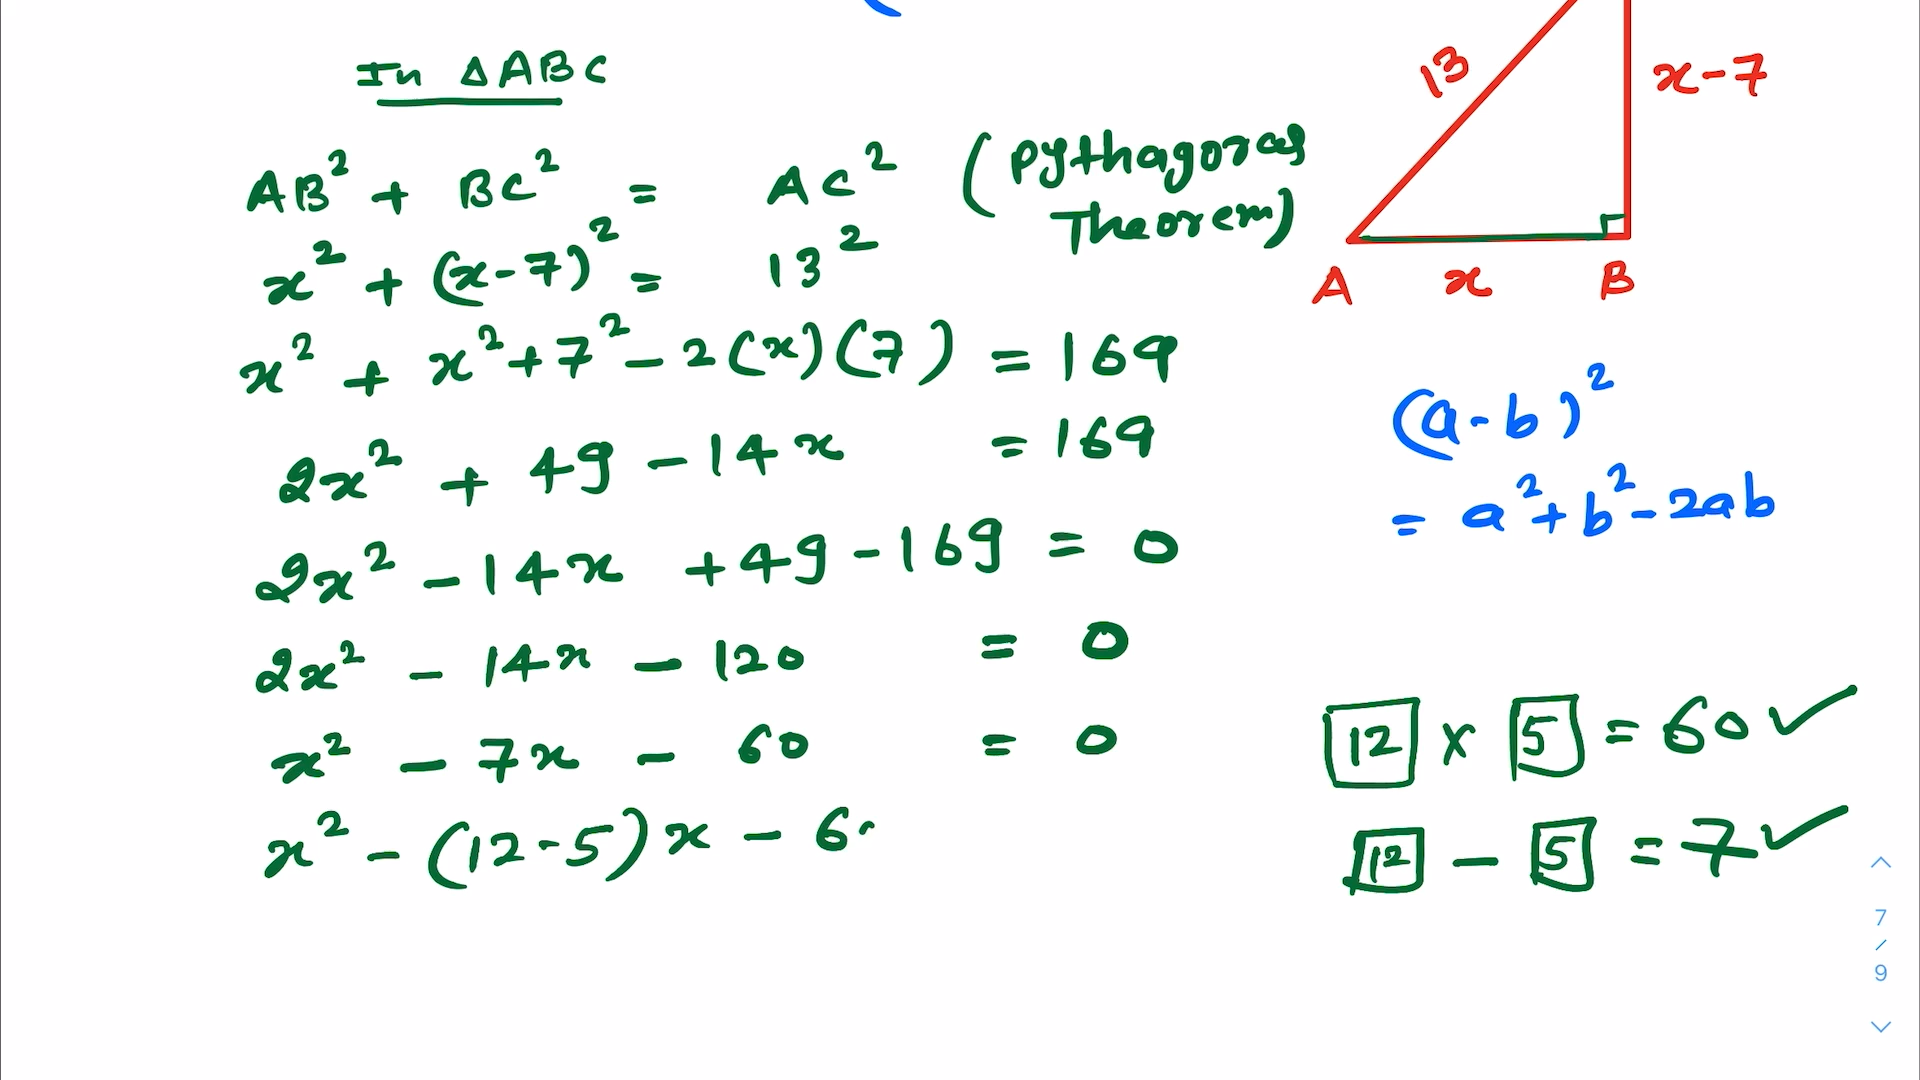 In ΔABC
AB² + BC² = AC² (Pythagoras
Theorem)
x² + (x-7)² = 13²
x² + x² + 7² - 2(x)(7) = 169
2x² + 49 - 14x = 169
2x² - 14x + 49 - 169 = 0
2x² - 14x - 120 = 0
x² - 7x - 60 = 0
x² - (12-5)x - 6
13
x-7
A x B
(a-b)²
= a² + b² - 2ab
12 × 5 = 60 ✓
12 - 5 = 7 ✓
7
/
9